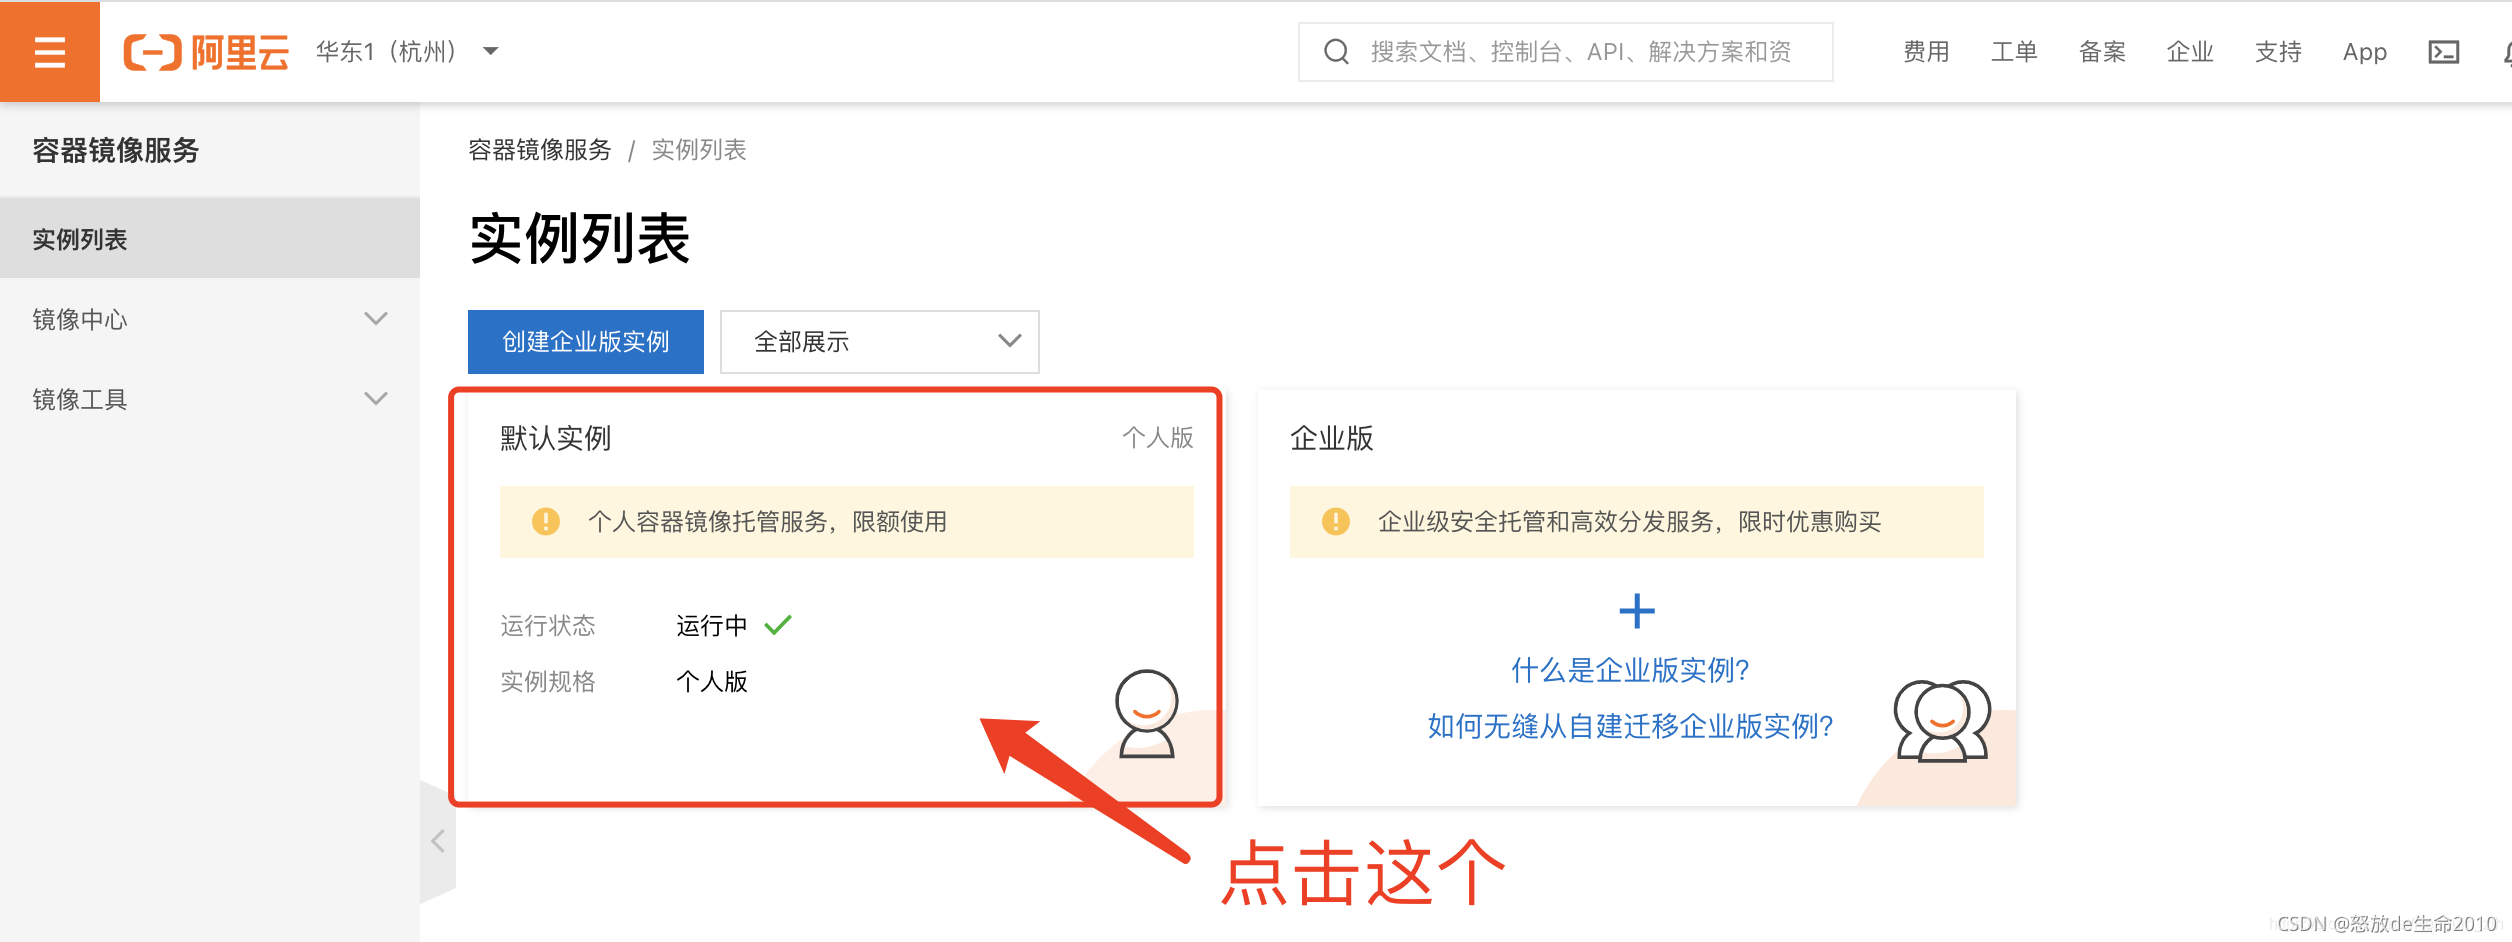 阿里云 华东1（杭州） 搜索文档、控制台、API、解决方案和资 费用 工单 备案 企业 支持 App
容器镜像服务
实例列表
镜像中心
镜像工具
容器镜像服务 / 实例列表
实例列表
创建企业版实例 全部展示
默认实例 个人版
个人容器镜像托管服务，限额使用
运行状态 运行中
实例规格 个人版
企业版
企业级安全托管和高效分发服务，限时优惠购买
什么是企业版实例?
如何无缝从自建迁移企业版实例?
点击这个
CSDN @怒放de生命2010